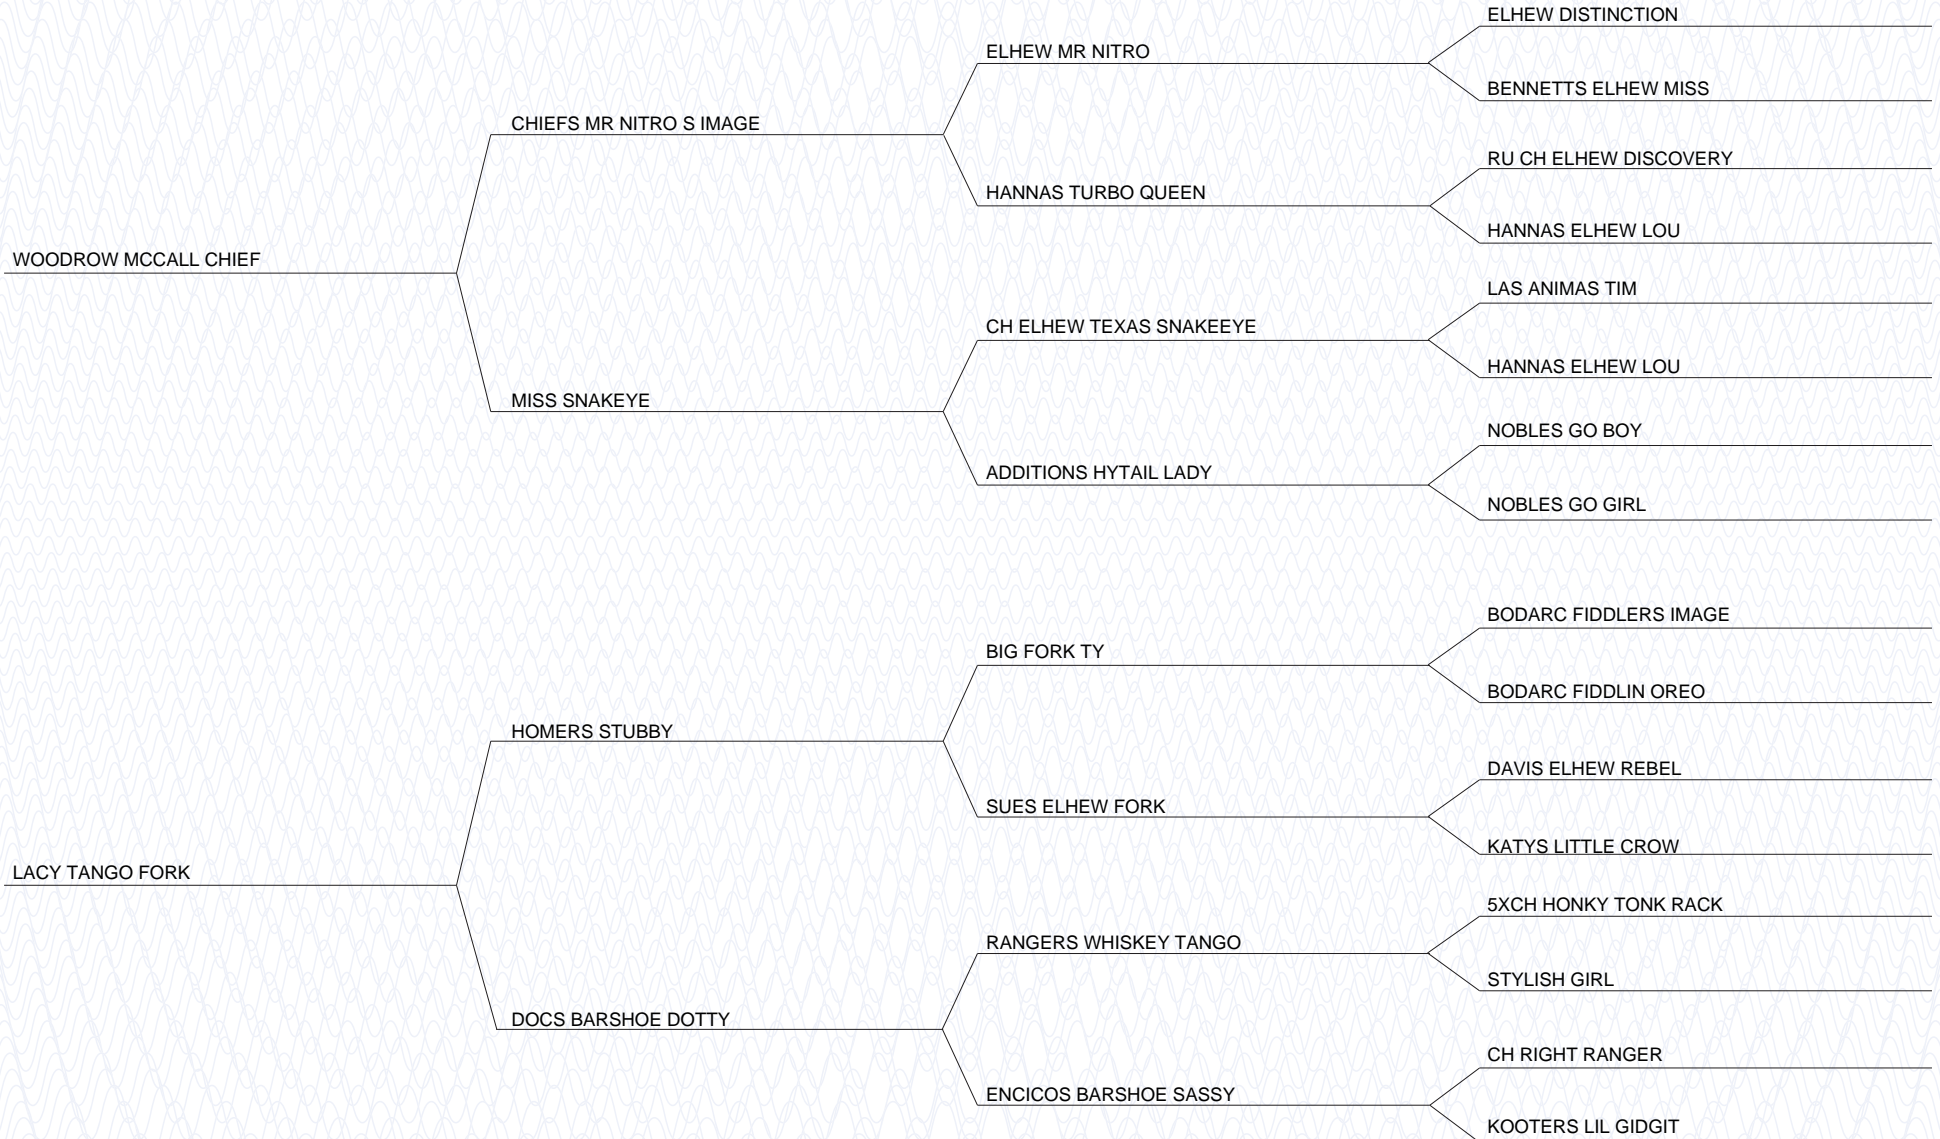 ELHEW DISTINCTION
ELHEW MR NITRO
BENNETTS ELHEW MISS
CHIEFS MR NITRO S IMAGE
RU CH ELHEW DISCOVERY
HANNAS TURBO QUEEN
HANNAS ELHEW LOU
WOODROW MCCALL CHIEF
LAS ANIMAS TIM
CH ELHEW TEXAS SNAKEEYE
HANNAS ELHEW LOU
MISS SNAKEYE
NOBLES GO BOY
ADDITIONS HYTAIL LADY
NOBLES GO GIRL
BODARC FIDDLERS IMAGE
BIG FORK TY
BODARC FIDDLIN OREO
HOMERS STUBBY
DAVIS ELHEW REBEL
SUES ELHEW FORK
KATYS LITTLE CROW
LACY TANGO FORK
5XCH HONKY TONK RACK
RANGERS WHISKEY TANGO
STYLISH GIRL
DOCS BARSHOE DOTTY
CH RIGHT RANGER
ENCICOS BARSHOE SASSY
KOOTERS LIL GIDGIT